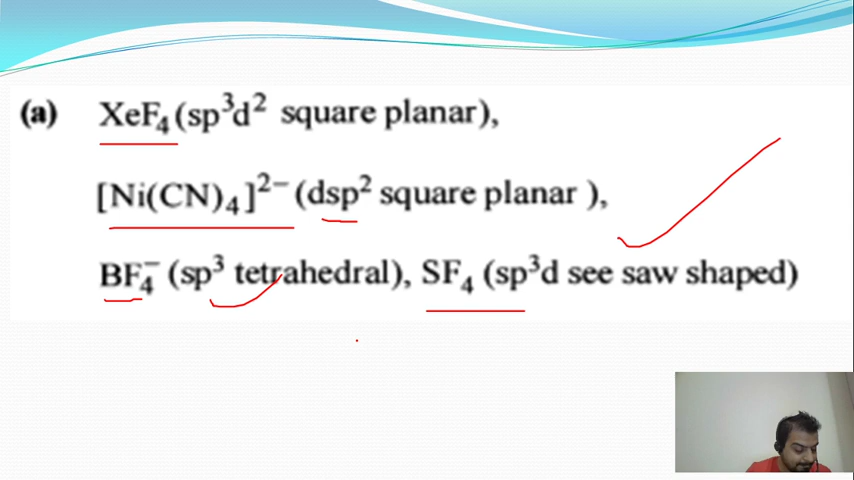 (a) XeF₄ (sp³d² square planar),
[Ni(CN)₄]²⁻ (dsp² square planar ),
BF₄⁻ (sp³ tetrahedral), SF₄ (sp³d see saw shaped)